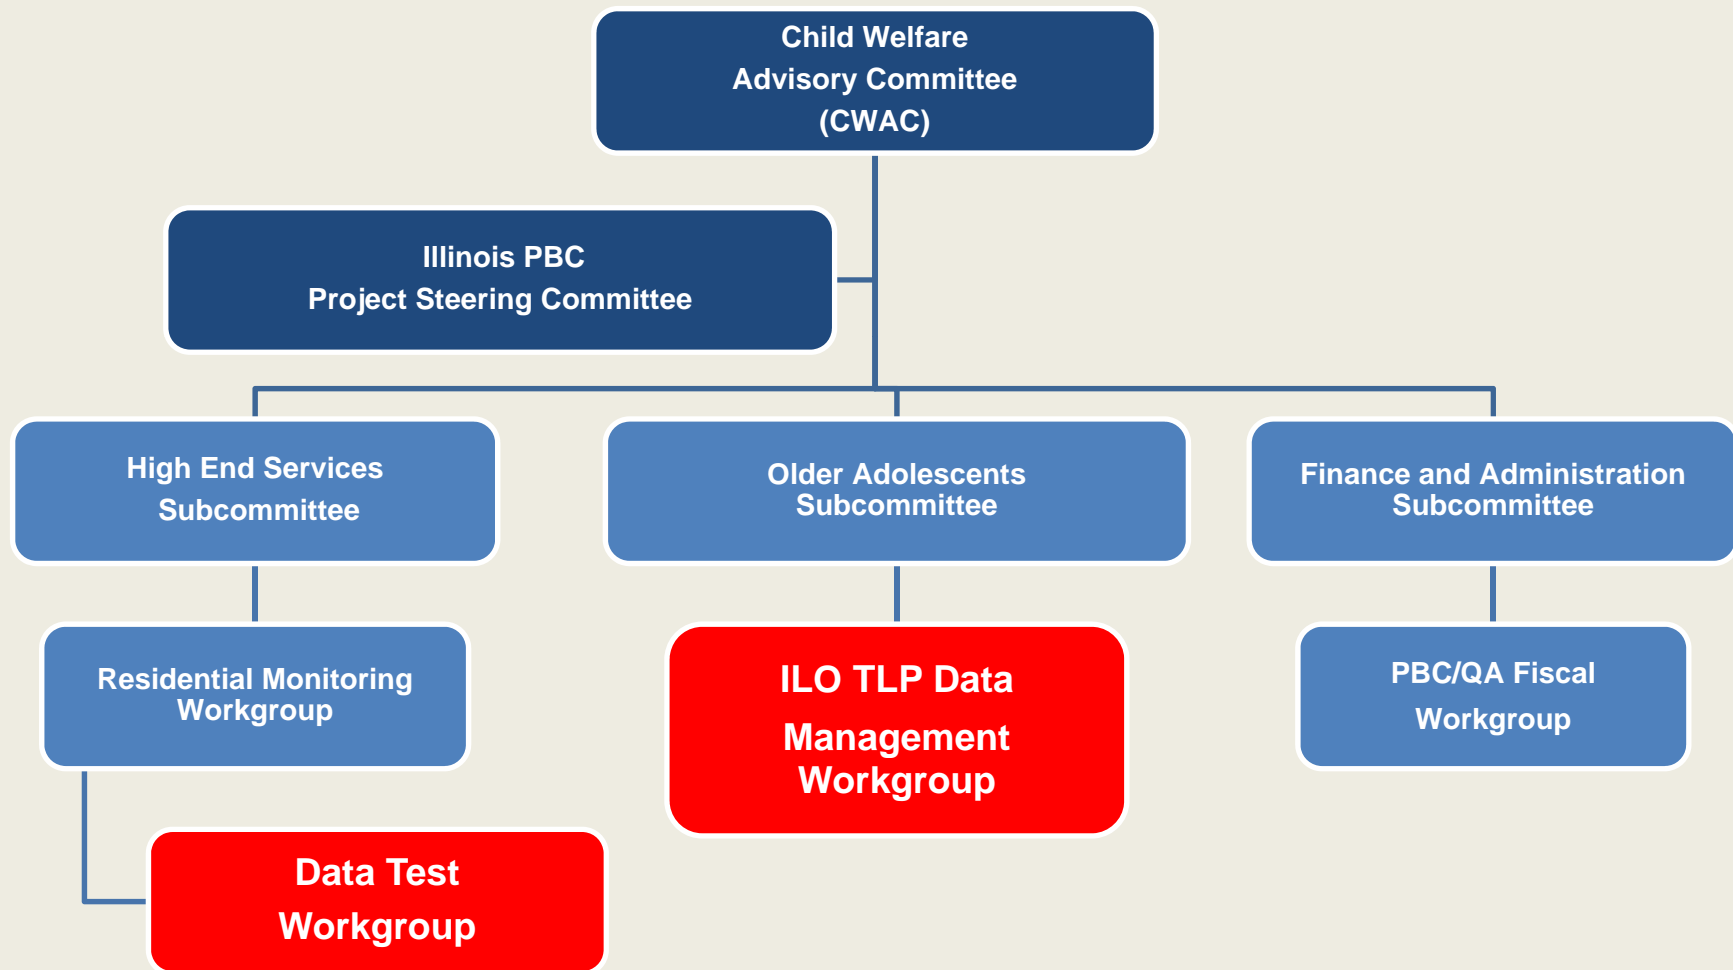 Child Welfare
Advisory Committee
(CWAC)
Illinois PBC
Project Steering Committee
High End Services
Subcommittee
Older Adolescents
Subcommittee
Finance and Administration
Subcommittee
Residential Monitoring
Workgroup
ILO TLP Data
Management
Workgroup
PBC/QA Fiscal
Workgroup
Data Test
Workgroup